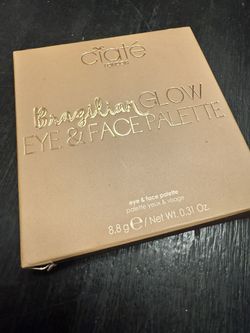 ciaté
LONDON
Brazilian GLOW
EYE & FACE PALETTE
eye & face palette
palette yeux & visage
8.8 g e / Net Wt. 0.31 Oz.